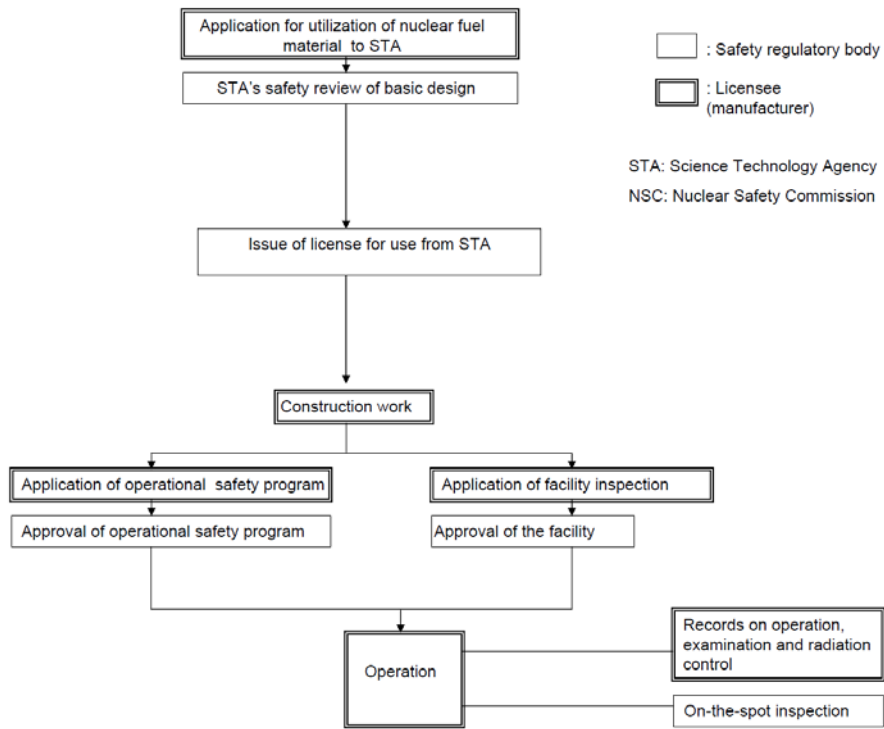 Application for utilization of nuclear fuel
material to STA
STA's safety review of basic design
: Safety regulatory body
: Licensee
(manufacturer)
STA: Science Technology Agency
NSC: Nuclear Safety Commission
Issue of license for use from STA
Construction work
Application of operational safety program
Application of facility inspection
Approval of operational safety program
Approval of the facility
Operation
Records on operation,
examination and radiation
control
On-the-spot inspection